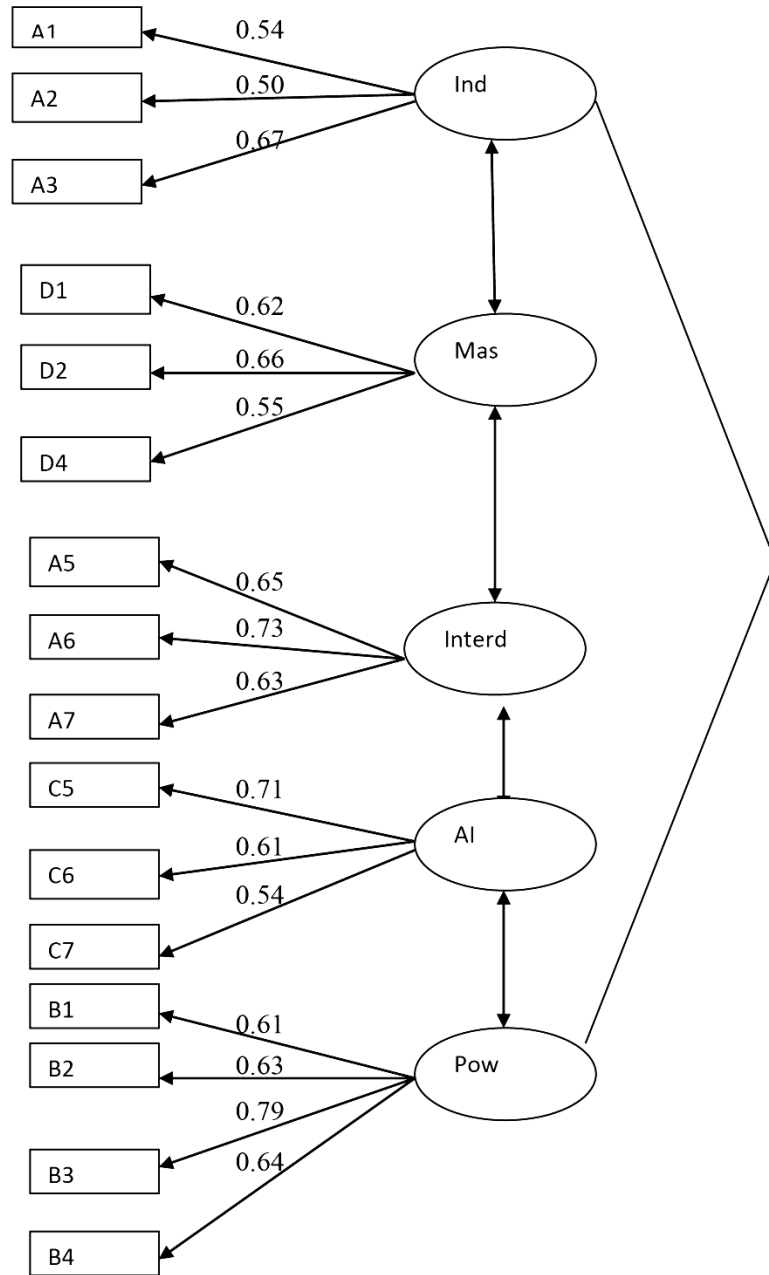 A1
0.54
Ind
A2
0.50
A3
0.67
D1
0.62
Mas
D2
0.66
D4
0.55
A5
0.65
Interd
A6
0.73
A7
0.63
C5
0.71
AI
C6
0.61
C7
0.54
B1
0.61
Pow
B2
0.63
B3
0.79
B4
0.64